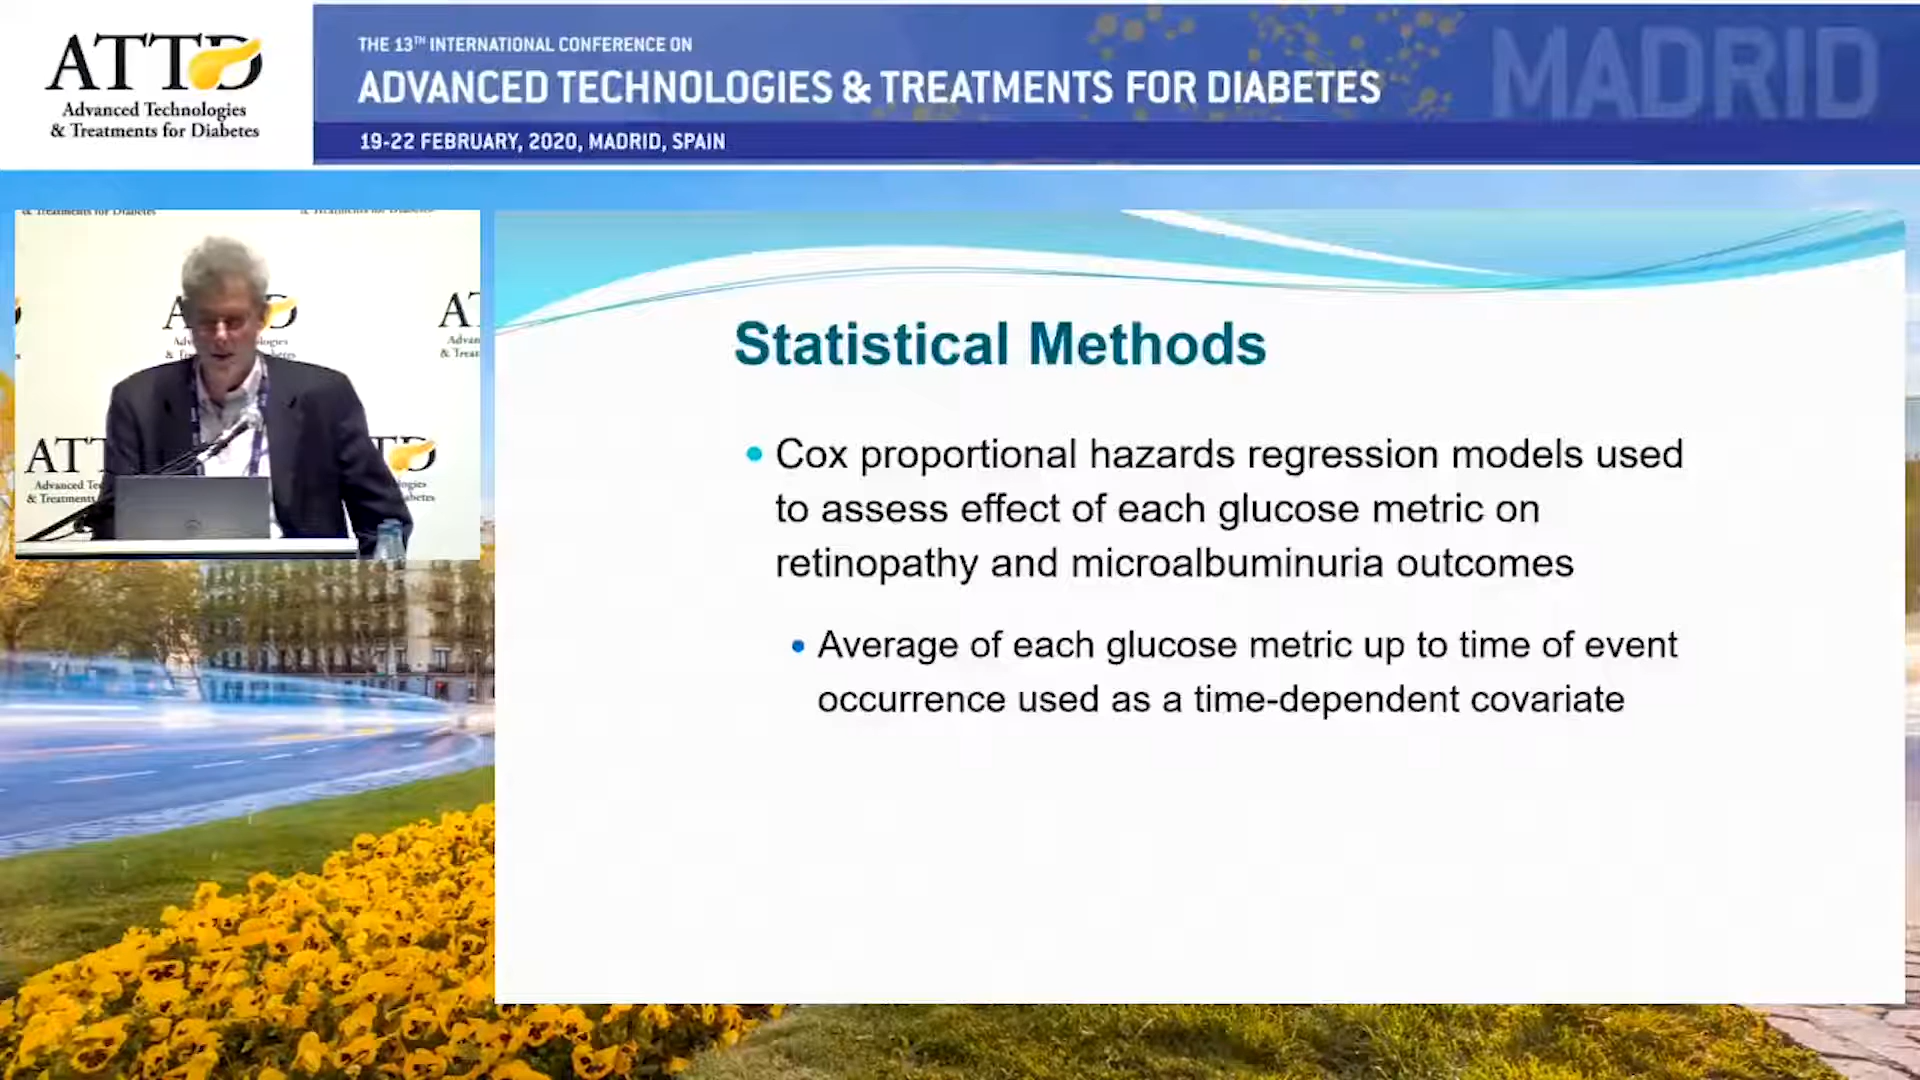 ATTD
Advanced Technologies
& Treatments for Diabetes
THE 13TH INTERNATIONAL CONFERENCE ON
ADVANCED TECHNOLOGIES & TREATMENTS FOR DIABETES
MADRID
19-22 FEBRUARY, 2020, MADRID, SPAIN
& Treatments for Diabetes
Statistical Methods
• Cox proportional hazards regression models used
to assess effect of each glucose metric on
retinopathy and microalbuminuria outcomes
• Average of each glucose metric up to time of event
occurrence used as a time-dependent covariate